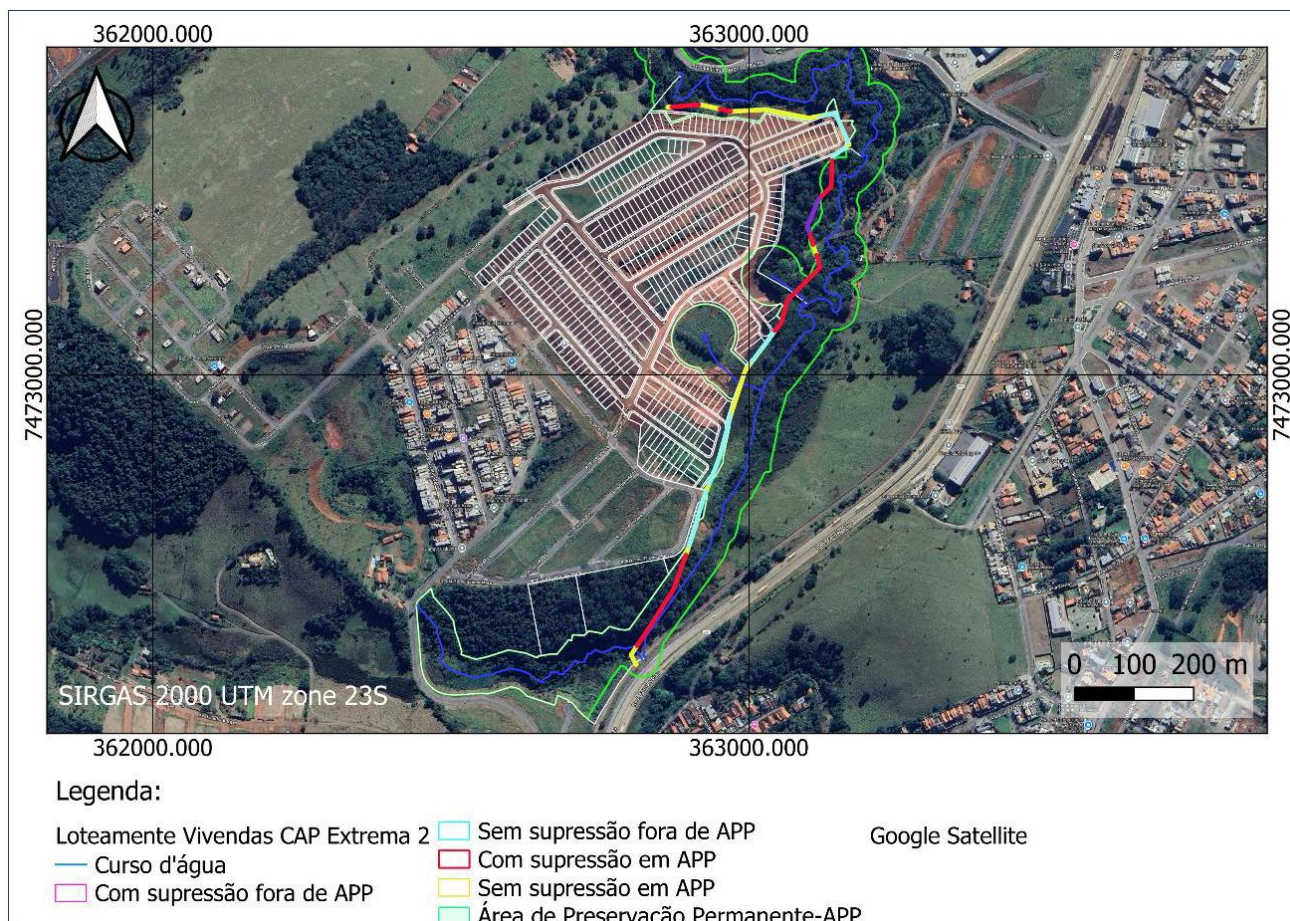 362000.000
363000.000
7473000.000
7473000.000
0 100 200 m
SIRGAS 2000 UTM zone 23S
362000.000
363000.000
Legenda:
Loteamente Vivendas CAP Extrema 2
Curso d'água
Com supressão fora de APP
Sem supressão fora de APP
Com supressão em APP
Sem supressão em APP
Área de Preservação Permanente-APP
Google Satellite